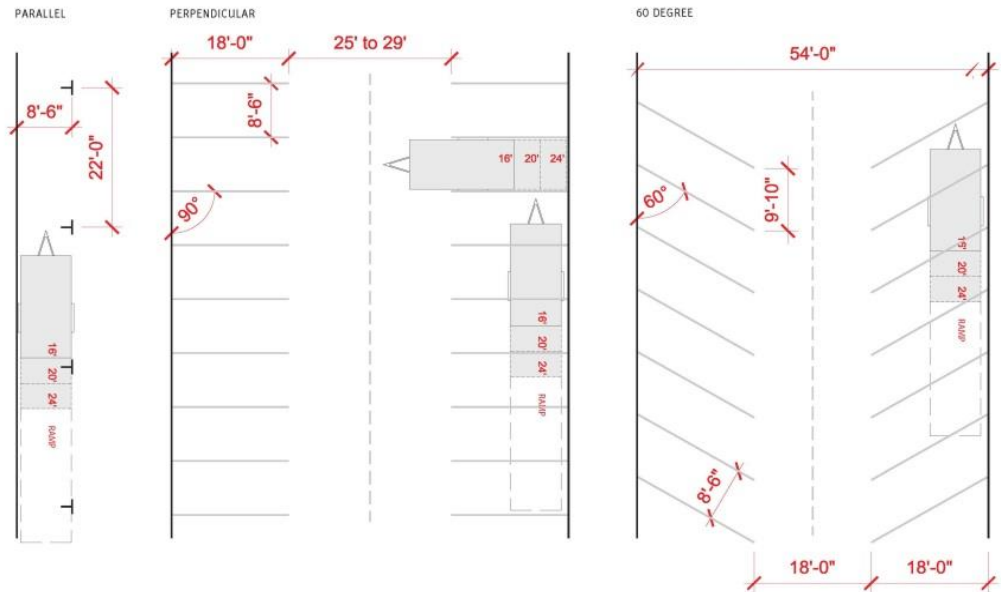 PARALLEL
PERPENDICULAR
60 DEGREE
18'-0"
25' to 29'
54'-0"
8'-6"
22'-0"
8'-6"
90°
16' 20' 24'
60°
9'-10"
16'
20'
24'
RAMP
16'
20'
24'
RAMP
15'
20'
24'
RAMP
8'-6"
18'-0"
18'-0"